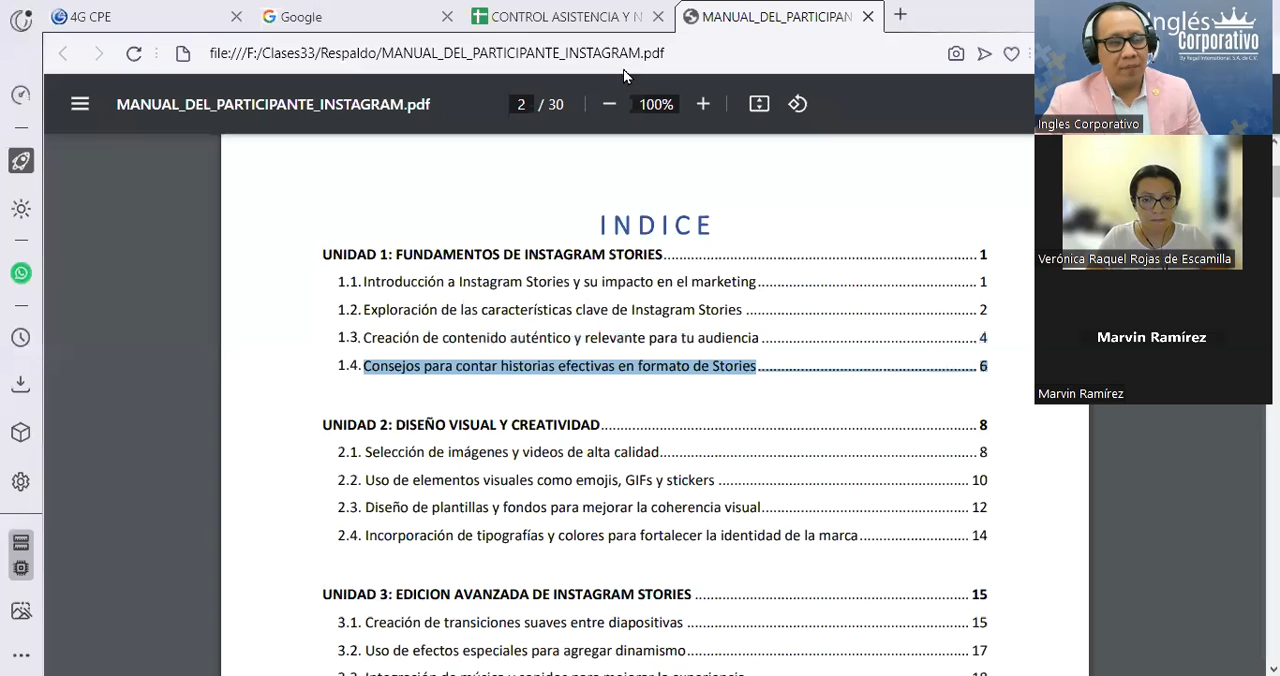 4G CPE
Google
CONTROL ASISTENCIA Y N
MANUAL_DEL_PARTICIPAN
file:///F:/Clases33/Respaldo/MANUAL_DEL_PARTICIPANTE_INSTAGRAM.pdf
MANUAL_DEL_PARTICIPANTE_INSTAGRAM.pdf
2 / 30
100%
Inglés
Corporativo
By Regal International, S.A. de C.V.
Ingles Corporativo
Verónica Raquel Rojas de Escamilla
Marvin Ramírez
Marvin Ramírez
INDICE
UNIDAD 1: FUNDAMENTOS DE INSTAGRAM STORIES 1
1.1. Introducción a Instagram Stories y su impacto en el marketing 1
1.2. Exploración de las características clave de Instagram Stories 2
1.3. Creación de contenido auténtico y relevante para tu audiencia 4
1.4. Consejos para contar historias efectivas en formato de Stories 6
UNIDAD 2: DISEÑO VISUAL Y CREATIVIDAD 8
2.1. Selección de imágenes y videos de alta calidad 8
2.2. Uso de elementos visuales como emojis, GIFs y stickers 10
2.3. Diseño de plantillas y fondos para mejorar la coherencia visual 12
2.4. Incorporación de tipografías y colores para fortalecer la identidad de la marca 14
UNIDAD 3: EDICION AVANZADA DE INSTAGRAM STORIES 15
3.1. Creación de transiciones suaves entre diapositivas 15
3.2. Uso de efectos especiales para agregar dinamismo 17